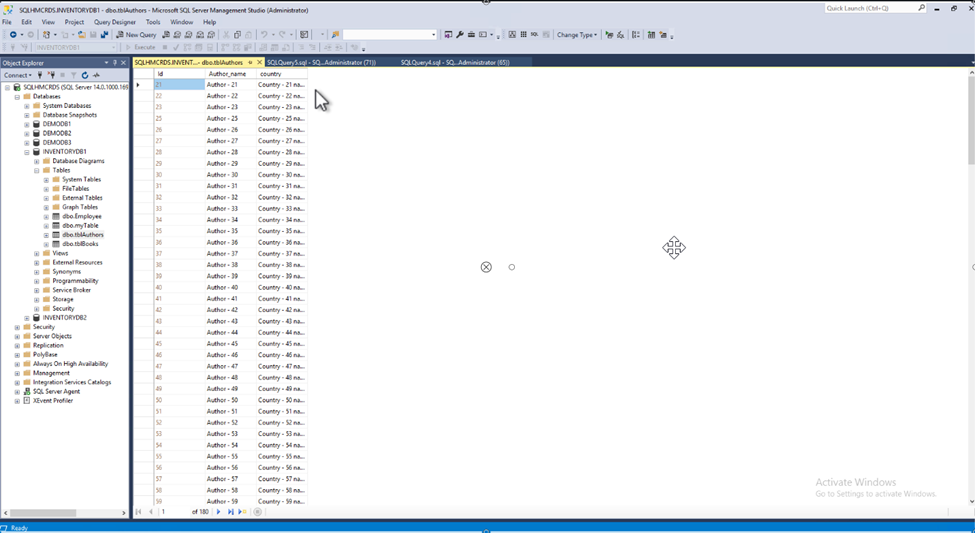 SQLHMCRDS.INVENTORYDB1 - dbo.tblAuthors - Microsoft SQL Server Management Studio (Administrator)
Quick Launch (Ctrl+Q)
File Edit View Project Query Designer Tools Window Help
New Query
Change Type
INVENTORYDB1 Execute
Object Explorer
SQLHMCRDS.INVENT...- dbo.tblAuthors SQLQuery5.sql - SQ...Administrator (71)) SQLQuery4.sql - SQ...Administrator (65))
Connect
SQLHMCRDS (SQL Server 14.0.1000.169
Databases
System Databases
Database Snapshots
DEMODB1
DEMODB2
DEMODB3
INVENTORYDB1
Database Diagrams
Tables
System Tables
FileTables
External Tables
Graph Tables
dbo.Employee
dbo.myTable
dbo.tblAuthors
dbo.tblBooks
Views
External Resources
Synonyms
Programmability
Service Broker
Storage
Security
INVENTORYDB2
Security
Server Objects
Replication
PolyBase
Always On High Availability
Management
Integration Services Catalogs
SQL Server Agent
XEvent Profiler
Id Author_name country
21 Author - 21 Country - 21 na...
22 Author - 22 Country - 22 na...
23 Author - 23 Country - 23 na...
25 Author - 25 Country - 25 na...
26 Author - 26 Country - 26 na...
27 Author - 27 Country - 27 na...
28 Author - 28 Country - 28 na...
29 Author - 29 Country - 29 na...
30 Author - 30 Country - 30 na...
31 Author - 31 Country - 31 na...
32 Author - 32 Country - 32 na...
33 Author - 33 Country - 33 na...
34 Author - 34 Country - 34 na...
35 Author - 35 Country - 35 na...
36 Author - 36 Country - 36 na...
37 Author - 37 Country - 37 na...
38 Author - 38 Country - 38 na...
39 Author - 39 Country - 39 na...
40 Author - 40 Country - 40 na...
41 Author - 41 Country - 41 na...
42 Author - 42 Country - 42 na...
43 Author - 43 Country - 43 na...
44 Author - 44 Country - 44 na...
45 Author - 45 Country - 45 na...
46 Author - 46 Country - 46 na...
47 Author - 47 Country - 47 na...
48 Author - 48 Country - 48 na...
49 Author - 49 Country - 49 na...
50 Author - 50 Country - 50 na...
51 Author - 51 Country - 51 na...
52 Author - 52 Country - 52 na...
53 Author - 53 Country - 53 na...
54 Author - 54 Country - 54 na...
55 Author - 55 Country - 55 na...
56 Author - 56 Country - 56 na...
57 Author - 57 Country - 57 na...
58 Author - 58 Country - 58 na...
59 Author - 59 Country - 59 na...
1 of 180
Activate Windows
Go to Settings to activate Windows.
Ready